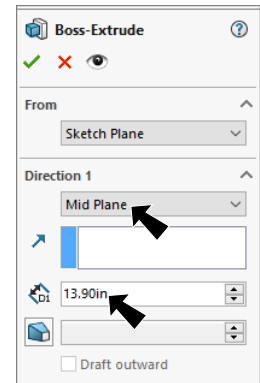 Boss-Extrude
From
Sketch Plane
Direction 1
Mid Plane
D1
13.90in
Draft outward